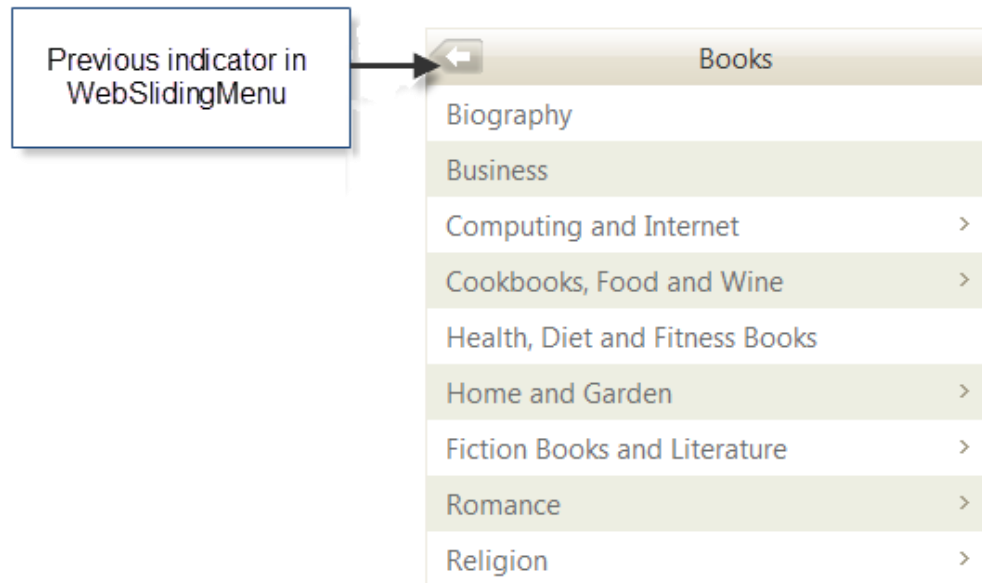 Previous indicator in
WebSlidingMenu
Books
Biography
Business
Computing and Internet
Cookbooks, Food and Wine
Health, Diet and Fitness Books
Home and Garden
Fiction Books and Literature
Romance
Religion